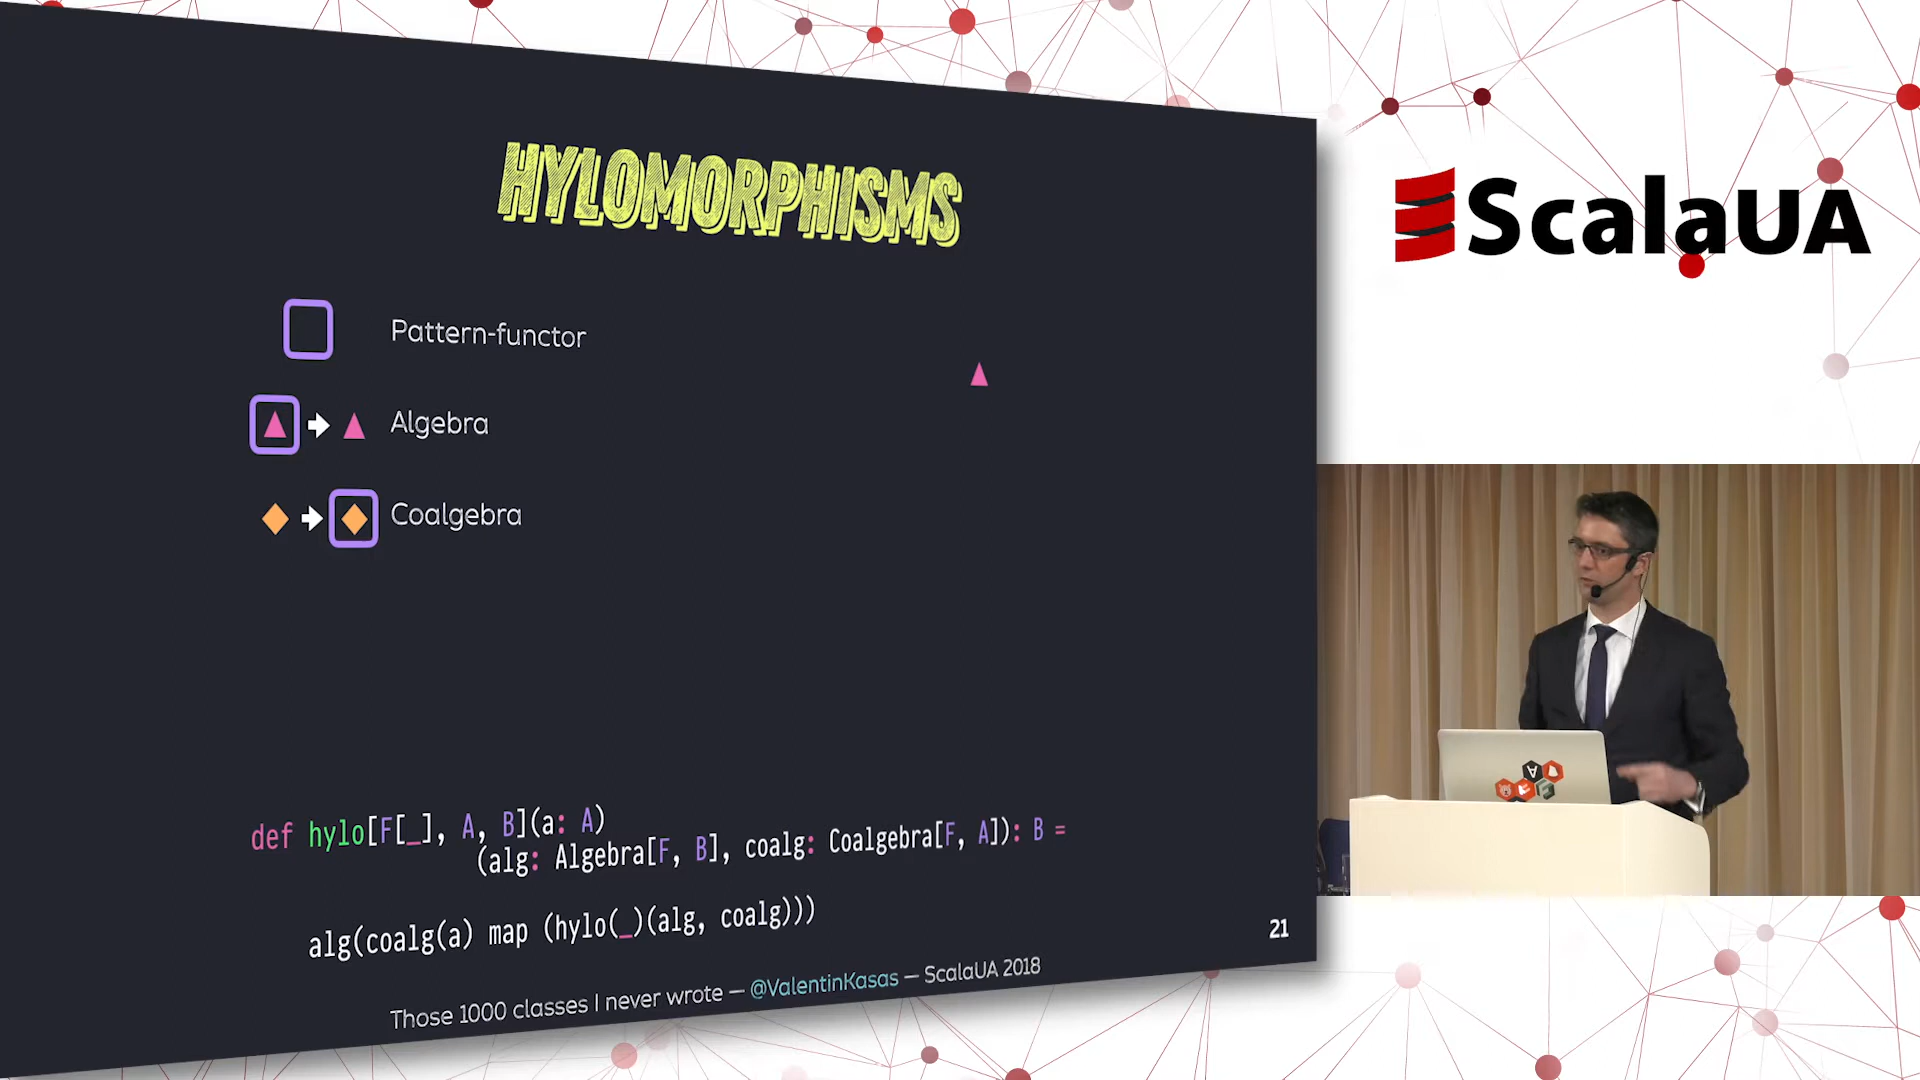 HYLOMORPHISMS
Pattern-functor
Algebra
Coalgebra
def hylo[F[_], A, B](a: A)
(alg: Algebra[F, B], coalg: Coalgebra[F, A]): B =
alg(coalg(a) map (hylo(_)(alg, coalg)))
21
Those 1000 classes I never wrote — @ValentinKasas — ScalaUA 2018
ScalaUA